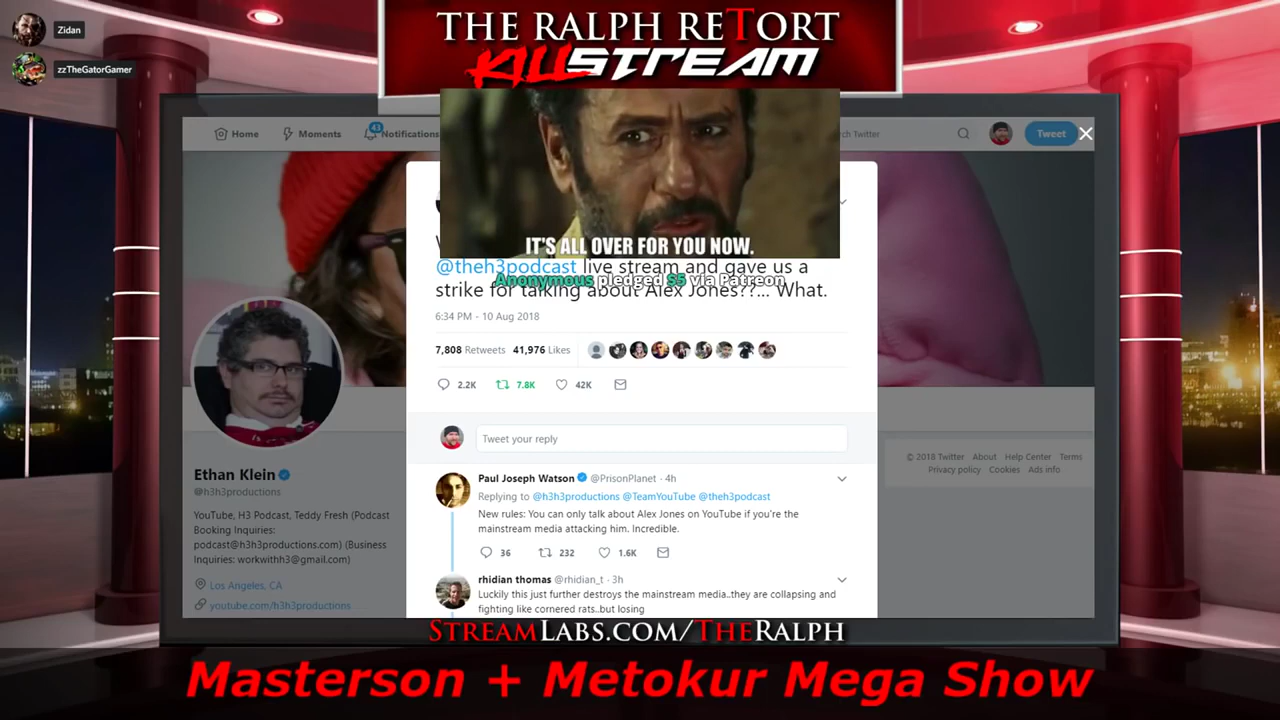 Zidan
zzTheGatorGamer
THE RALPH RETORT
KILLSTREAM
Home
Moments
43
Notifications
ch Twitter
Tweet
IT'S ALL OVER FOR YOU NOW.
@theh3podcast live stream and gave us a
Anonymous pledged $5 via Patreon
strike for talking about Alex Jones??... What.
6:34 PM - 10 Aug 2018
7,808 Retweets 41,976 Likes
2.2K 7.8K 42K
Tweet your reply
Ethan Klein
@h3h3productions
YouTube, H3 Podcast, Teddy Fresh (Podcast
Booking Inquiries:
podcast@h3h3productions.com) (Business
Inquiries: workwithh3@gmail.com)
Los Angeles, CA
youtube.com/h3h3productions
Paul Joseph Watson @PrisonPlanet · 4h
Replying to @h3h3productions @TeamYouTube @theh3podcast
New rules: You can only talk about Alex Jones on YouTube if you're the
mainstream media attacking him. Incredible.
36 232 1.6K
rhidian thomas @rhidian_t · 3h
Luckily this just further destroys the mainstream media..they are collapsing and
fighting like cornered rats..but losing
© 2018 Twitter About Help Center Terms
Privacy policy Cookies Ads info
STREAMLABS.COM/THERALPH
Masterson + Metokur Mega Show